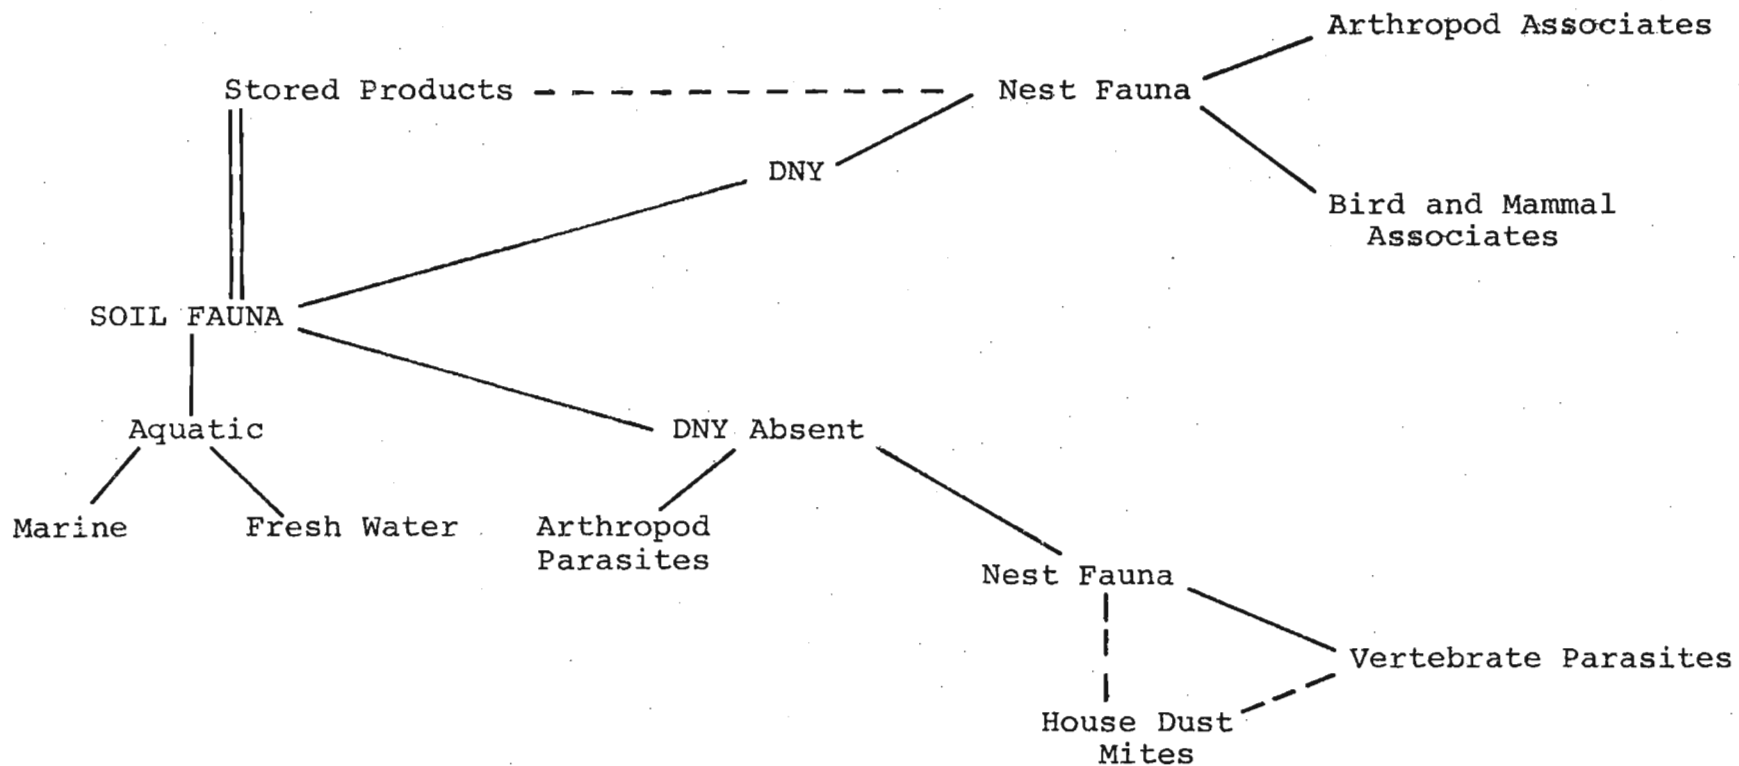 Arthropod Associates
Stored Products
Nest Fauna
DNY
Bird and Mammal
Associates
SOIL FAUNA
Aquatic
DNY Absent
Marine
Fresh Water
Arthropod
Parasites
Nest Fauna
Vertebrate Parasites
House Dust
Mites